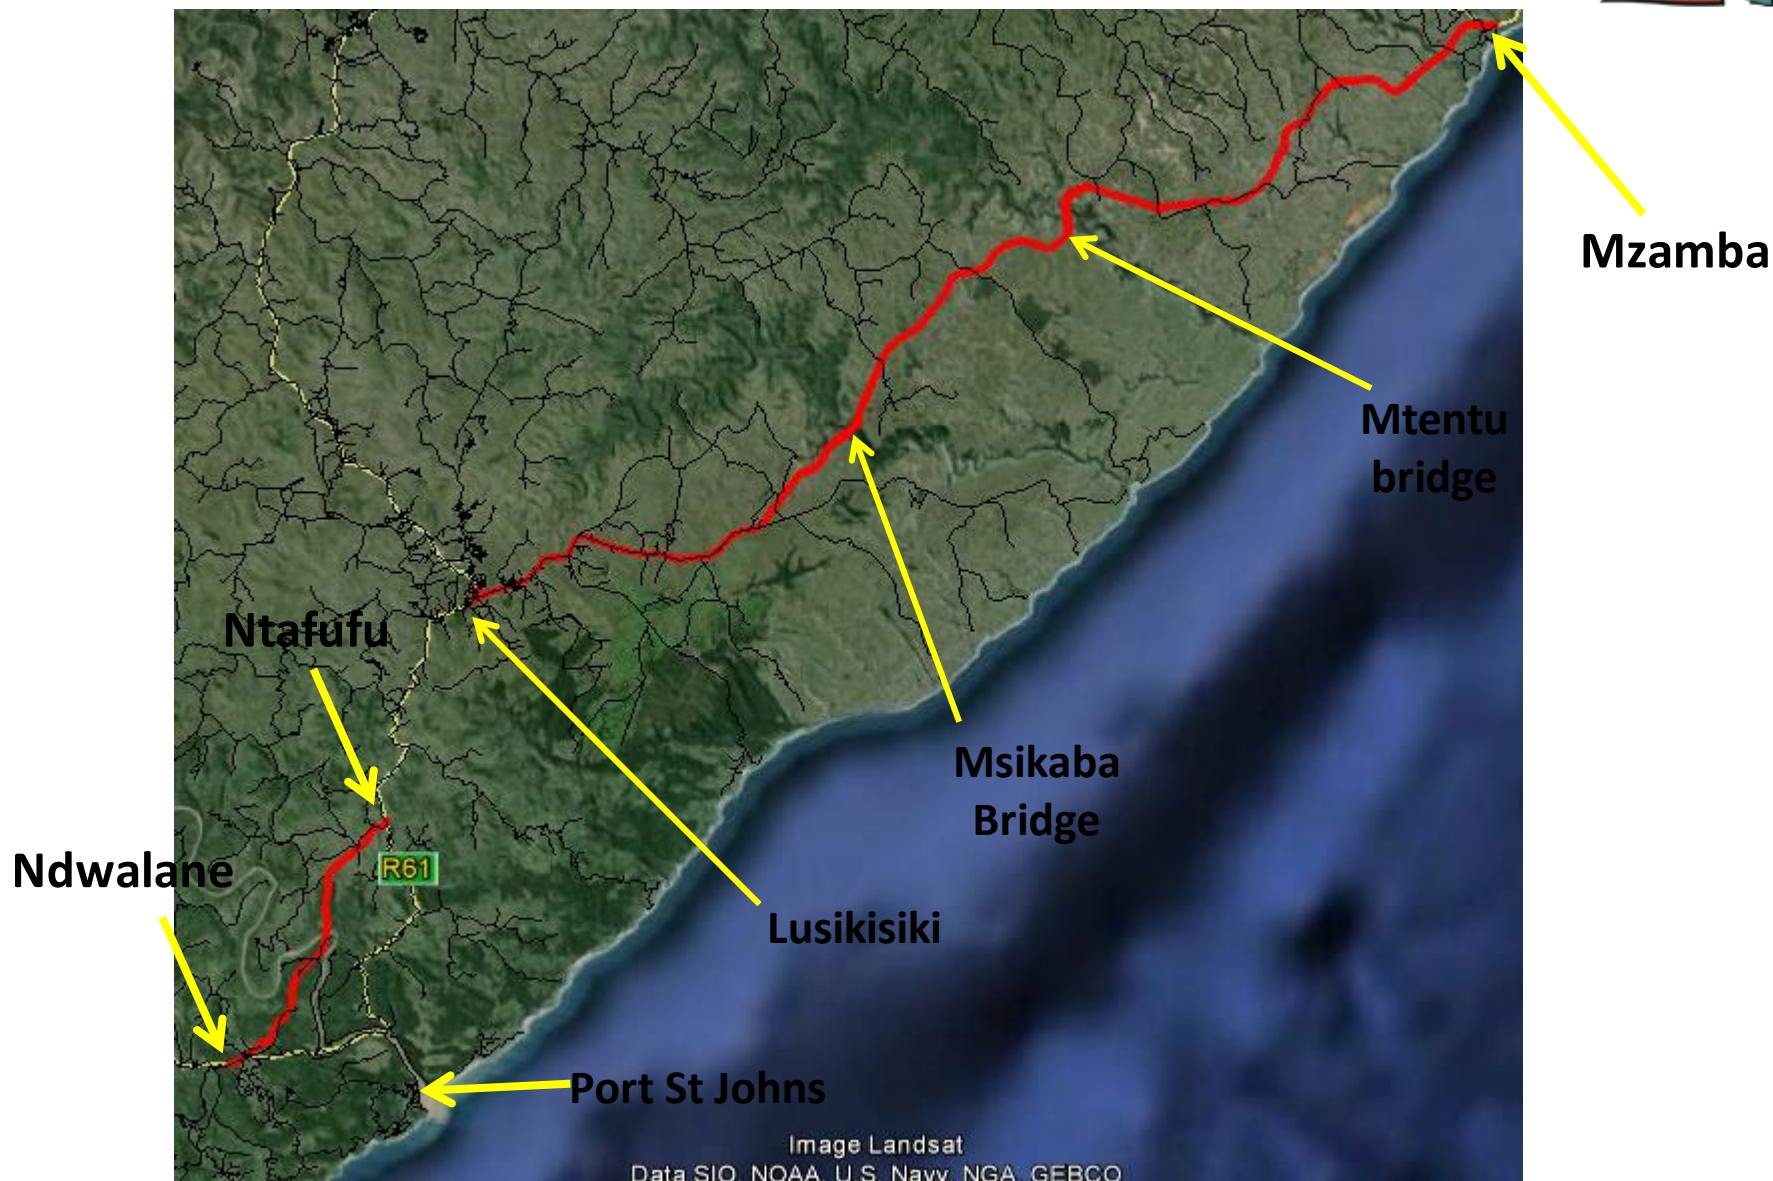 Mzamba
Mtentu
bridge
Ntafufu
Msikaba
Bridge
R61
Ndwalane
Lusikisiki
Port St Johns
Image Landsat
Data SIO, NOAA, U.S. Navy, NGA, GEBCO